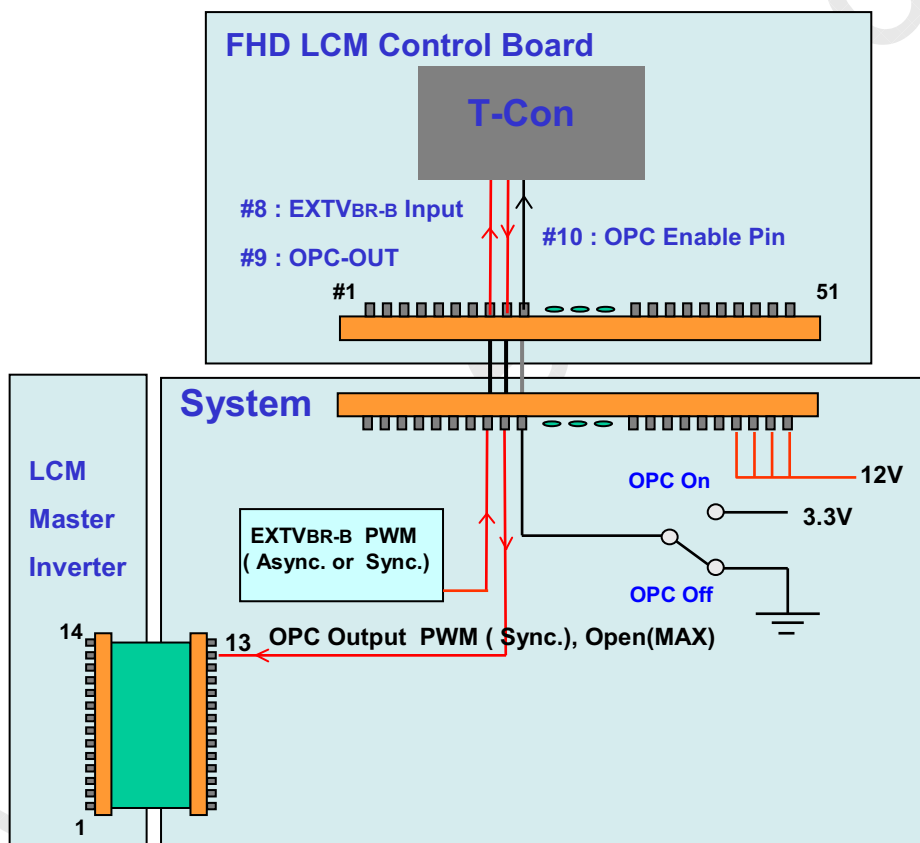 FHD LCM Control Board
T-Con
#8 : EXTVBR-B Input
#9 : OPC-OUT
#10 : OPC Enable Pin
#1
51
System
LCM
Master
Inverter
OPC On
12V
3.3V
EXTVBR-B PWM
( Async. or Sync.)
OPC Off
14
13
OPC Output PWM ( Sync.), Open(MAX)
1